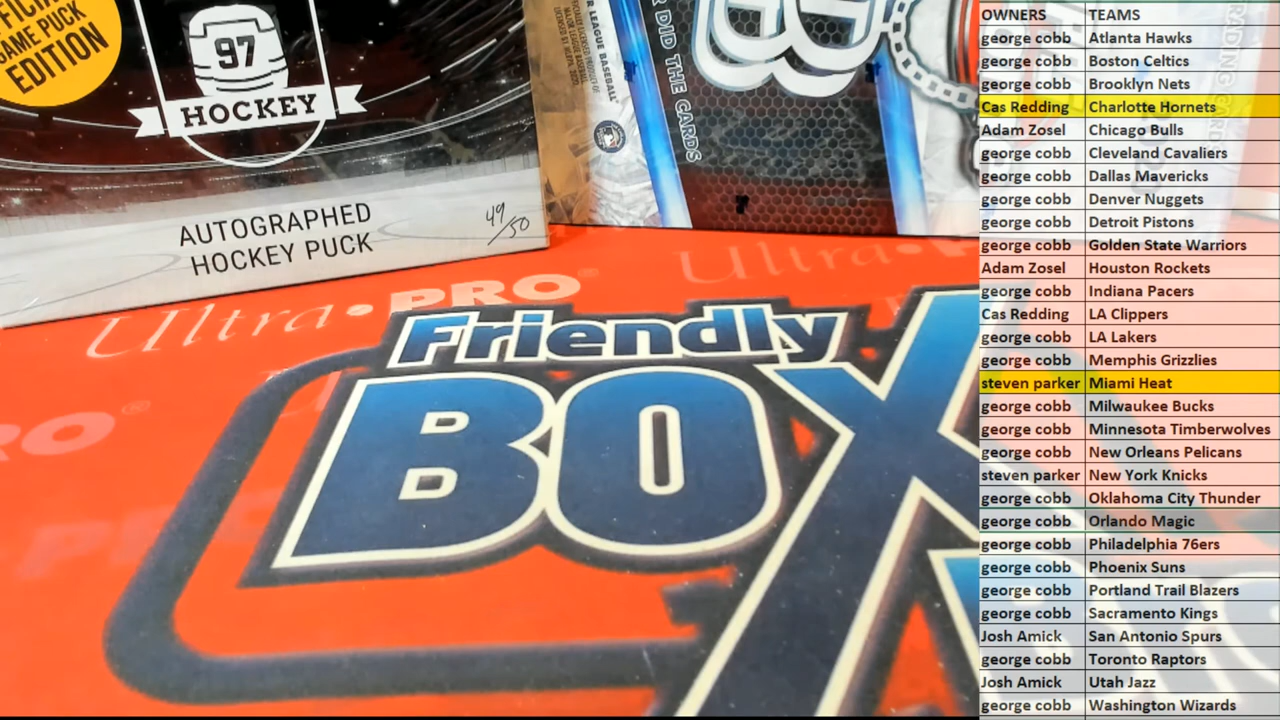 OFFICIAL
GAME PUCK
EDITION
97
HOCKEY
AUTOGRAPHED
HOCKEY PUCK
49/50
MAJOR LEAGUE BASEBALL
DID THE CARDS
Ultra PRO®
Ultra
RO®
Friendly
BOX
OWNERS TEAMS
george cobb Atlanta Hawks
george cobb Boston Celtics
george cobb Brooklyn Nets
Cas Redding Charlotte Hornets
Adam Zosel Chicago Bulls
george cobb Cleveland Cavaliers
george cobb Dallas Mavericks
george cobb Denver Nuggets
george cobb Detroit Pistons
george cobb Golden State Warriors
Adam Zosel Houston Rockets
george cobb Indiana Pacers
Cas Redding LA Clippers
george cobb LA Lakers
george cobb Memphis Grizzlies
steven parker Miami Heat
george cobb Milwaukee Bucks
george cobb Minnesota Timberwolves
george cobb New Orleans Pelicans
steven parker New York Knicks
george cobb Oklahoma City Thunder
george cobb Orlando Magic
george cobb Philadelphia 76ers
george cobb Phoenix Suns
george cobb Portland Trail Blazers
george cobb Sacramento Kings
Josh Amick San Antonio Spurs
george cobb Toronto Raptors
Josh Amick Utah Jazz
george cobb Washington Wizards